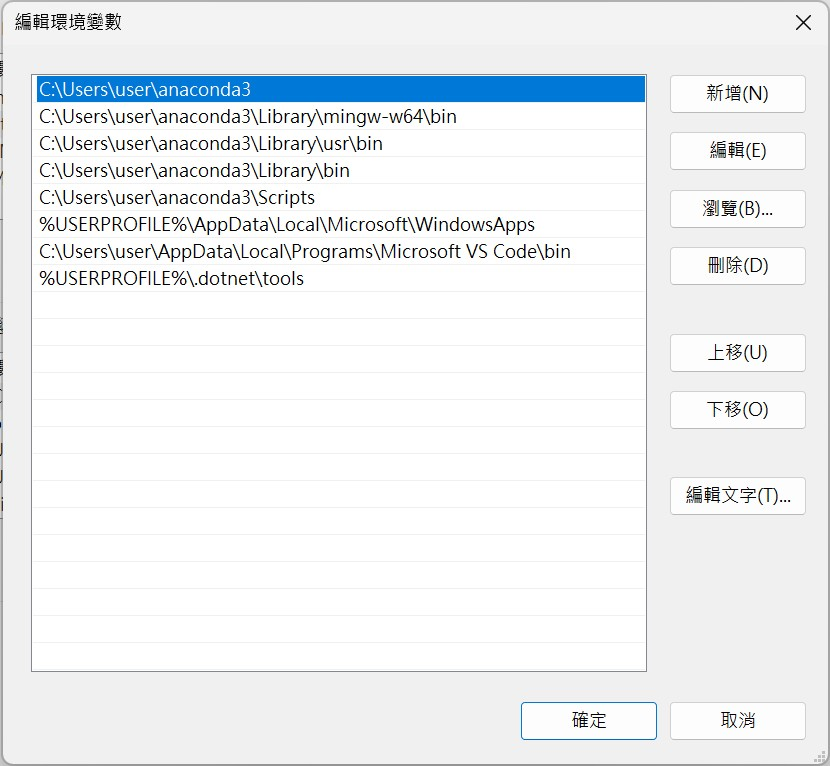 編輯環境變數
C:\Users\user\anaconda3
C:\Users\user\anaconda3\Library\mingw-w64\bin
C:\Users\user\anaconda3\Library\usr\bin
C:\Users\user\anaconda3\Library\bin
C:\Users\user\anaconda3\Scripts
%USERPROFILE%\AppData\Local\Microsoft\WindowsApps
C:\Users\user\AppData\Local\Programs\Microsoft VS Code\bin
%USERPROFILE%\.dotnet\tools
新增(N)
編輯(E)
瀏覽(B)...
刪除(D)
上移(U)
下移(O)
編輯文字(T)...
確定
取消